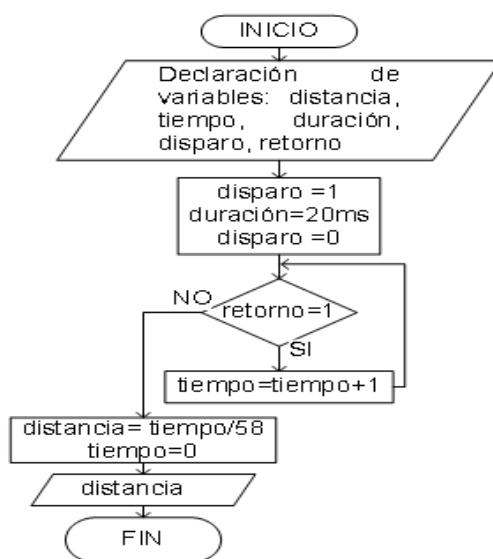 INICIO
Declaración de
variables: distancia,
tiempo, duración,
disparo, retorno
disparo =1
duración=20ms
disparo =0
NO
retorno=1
SI
tiempo=tiempo+1
distancia= tiempo/58
tiempo=0
distancia
FIN